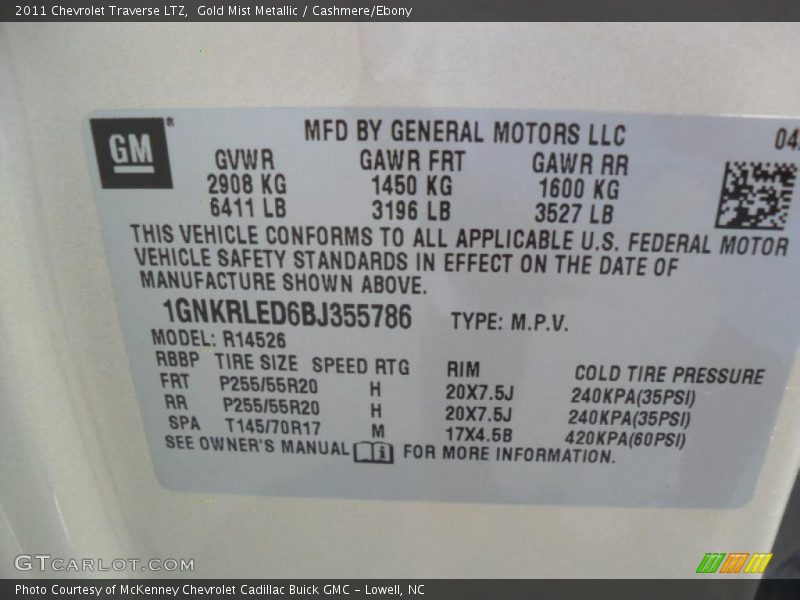 2011 Chevrolet Traverse LTZ, Gold Mist Metallic / Cashmere/Ebony
GM®
MFD BY GENERAL MOTORS LLC
04
GVWR GAWR FRT GAWR RR
2908 KG 1450 KG 1600 KG
6411 LB 3196 LB 3527 LB
THIS VEHICLE CONFORMS TO ALL APPLICABLE U.S. FEDERAL MOTOR
VEHICLE SAFETY STANDARDS IN EFFECT ON THE DATE OF
MANUFACTURE SHOWN ABOVE.
1GNKRLED6BJ355786 TYPE: M.P.V.
MODEL: R14526
RBBP TIRE SIZE SPEED RTG RIM COLD TIRE PRESSURE
FRT P255/55R20 H 20X7.5J 240KPA(35PSI)
RR P255/55R20 H 20X7.5J 240KPA(35PSI)
SPA T145/70R17 M 17X4.5B 420KPA(60PSI)
SEE OWNER'S MANUAL FOR MORE INFORMATION.
GTCARLOT.COM
Photo Courtesy of McKenney Chevrolet Cadillac Buick GMC - Lowell, NC